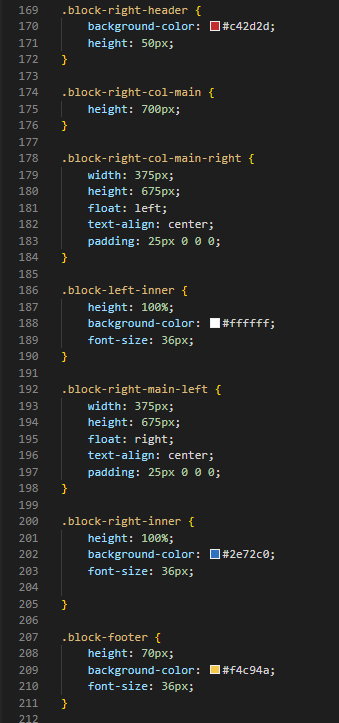 169 .block-right-header {
170 background-color: #c42d2d;
171 height: 50px;
172 }
173
174 .block-right-col-main {
175 height: 700px;
176 }
177
178 .block-right-col-main-right {
179 width: 375px;
180 height: 675px;
181 float: left;
182 text-align: center;
183 padding: 25px 0 0 0;
184 }
185
186 .block-left-inner {
187 height: 100%;
188 background-color: #ffffff;
189 font-size: 36px;
190 }
191
192 .block-right-main-left {
193 width: 375px;
194 height: 675px;
195 float: right;
196 text-align: center;
197 padding: 25px 0 0 0;
198 }
199
200 .block-right-inner {
201 height: 100%;
202 background-color: #2e72c0;
203 font-size: 36px;
204
205 }
206
207 .block-footer {
208 height: 70px;
209 background-color: #f4c94a;
210 font-size: 36px;
211 }
212